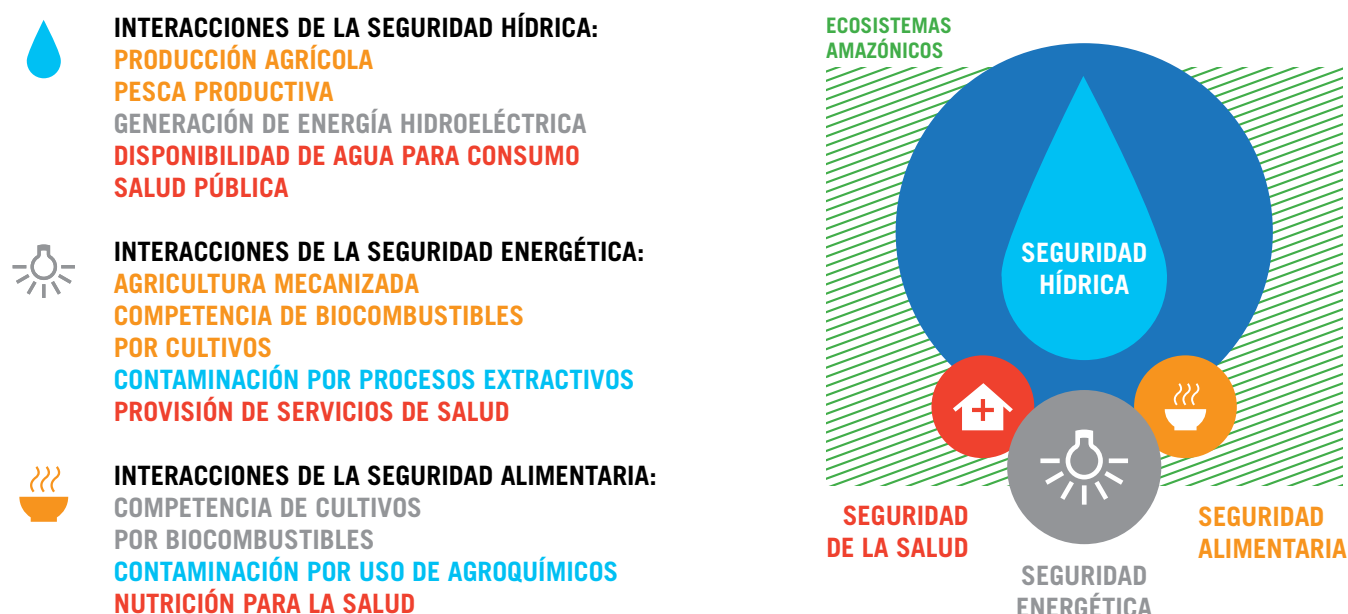 INTERACCIONES DE LA SEGURIDAD HÍDRICA:
PRODUCCIÓN AGRÍCOLA
PESCA PRODUCTIVA
GENERACIÓN DE ENERGÍA HIDROELÉCTRICA
DISPONIBILIDAD DE AGUA PARA CONSUMO
SALUD PÚBLICA
INTERACCIONES DE LA SEGURIDAD ENERGÉTICA:
AGRICULTURA MECANIZADA
COMPETENCIA DE BIOCOMBUSTIBLES
POR CULTIVOS
CONTAMINACIÓN POR PROCESOS EXTRACTIVOS
PROVISIÓN DE SERVICIOS DE SALUD
INTERACCIONES DE LA SEGURIDAD ALIMENTARIA:
COMPETENCIA DE CULTIVOS
POR BIOCOMBUSTIBLES
CONTAMINACIÓN POR USO DE AGROQUÍMICOS
NUTRICIÓN PARA LA SALUD
ECOSISTEMAS
AMAZÓNICOS
SEGURIDAD
HÍDRICA
SEGURIDAD
DE LA SALUD
SEGURIDAD
ENERGÉTICA
SEGURIDAD
ALIMENTARIA